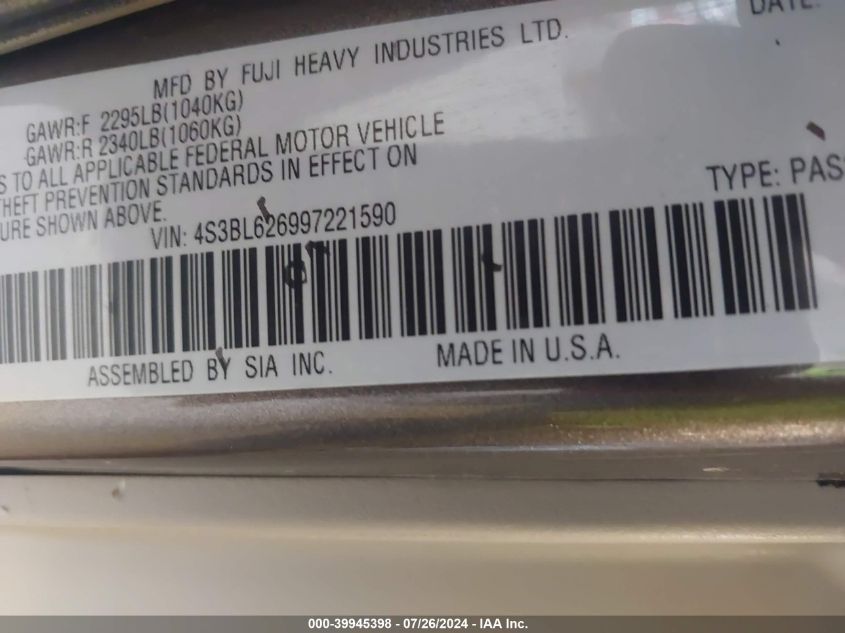 DATE:
MFD BY FUJI HEAVY INDUSTRIES LTD.
GAWR:F 2295LB(1040KG)
GAWR:R 2340LB(1060KG)
S TO ALL APPLICABLE FEDERAL MOTOR VEHICLE
THEFT PREVENTION STANDARDS IN EFFECT ON
URE SHOWN ABOVE.
VIN: 4S3BL626997221590
TYPE: PASS
ASSEMBLED BY SIA INC.
MADE IN U.S.A.
000-39945398 - 07/26/2024 - IAA Inc.